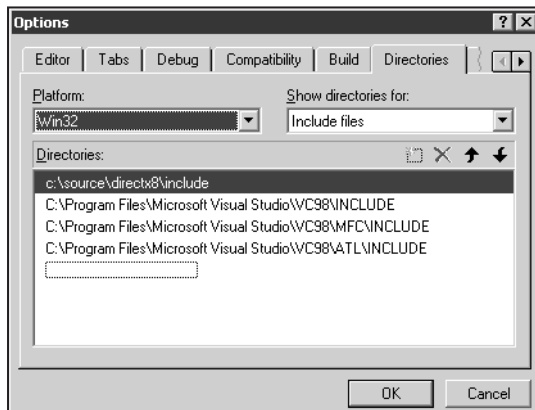 Options
Editor Tabs Debug Compatibility Build Directories
Platform: Show directories for:
Win32 Include files
Directories:
c:\source\directx8\include
C:\Program Files\Microsoft Visual Studio\VC98\INCLUDE
C:\Program Files\Microsoft Visual Studio\VC98\MFC\INCLUDE
C:\Program Files\Microsoft Visual Studio\VC98\ATL\INCLUDE
OK Cancel